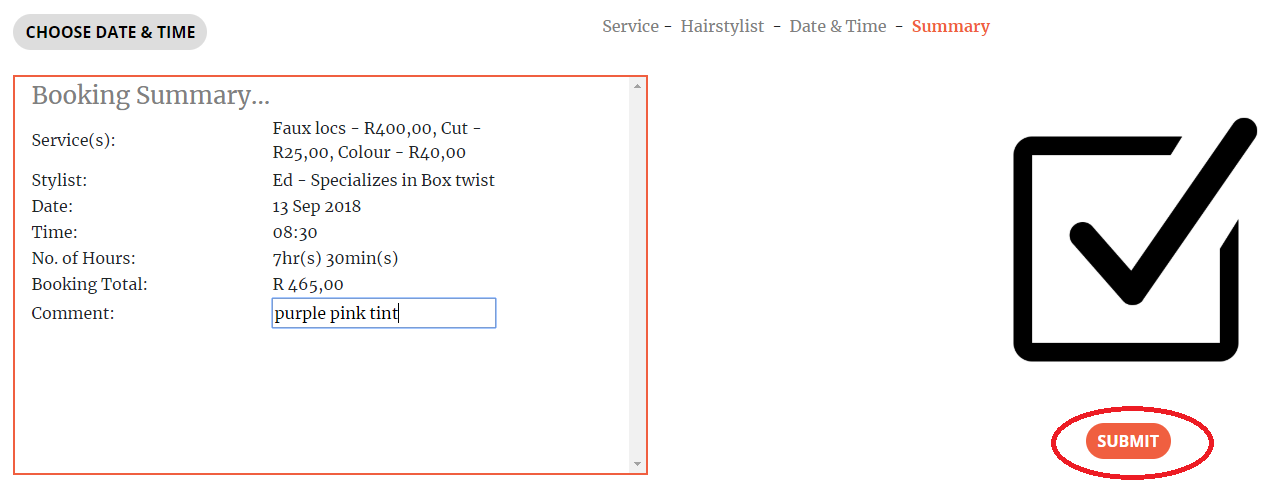 CHOOSE DATE & TIME
Service - Hairstylist - Date & Time - Summary
Booking Summary...
Service(s):
Faux locs - R400,00, Cut -
R25,00, Colour - R40,00
Stylist: Ed - Specializes in Box twist
Date: 13 Sep 2018
Time: 08:30
No. of Hours: 7hr(s) 30min(s)
Booking Total: R 465,00
Comment: purple pink tint
SUBMIT